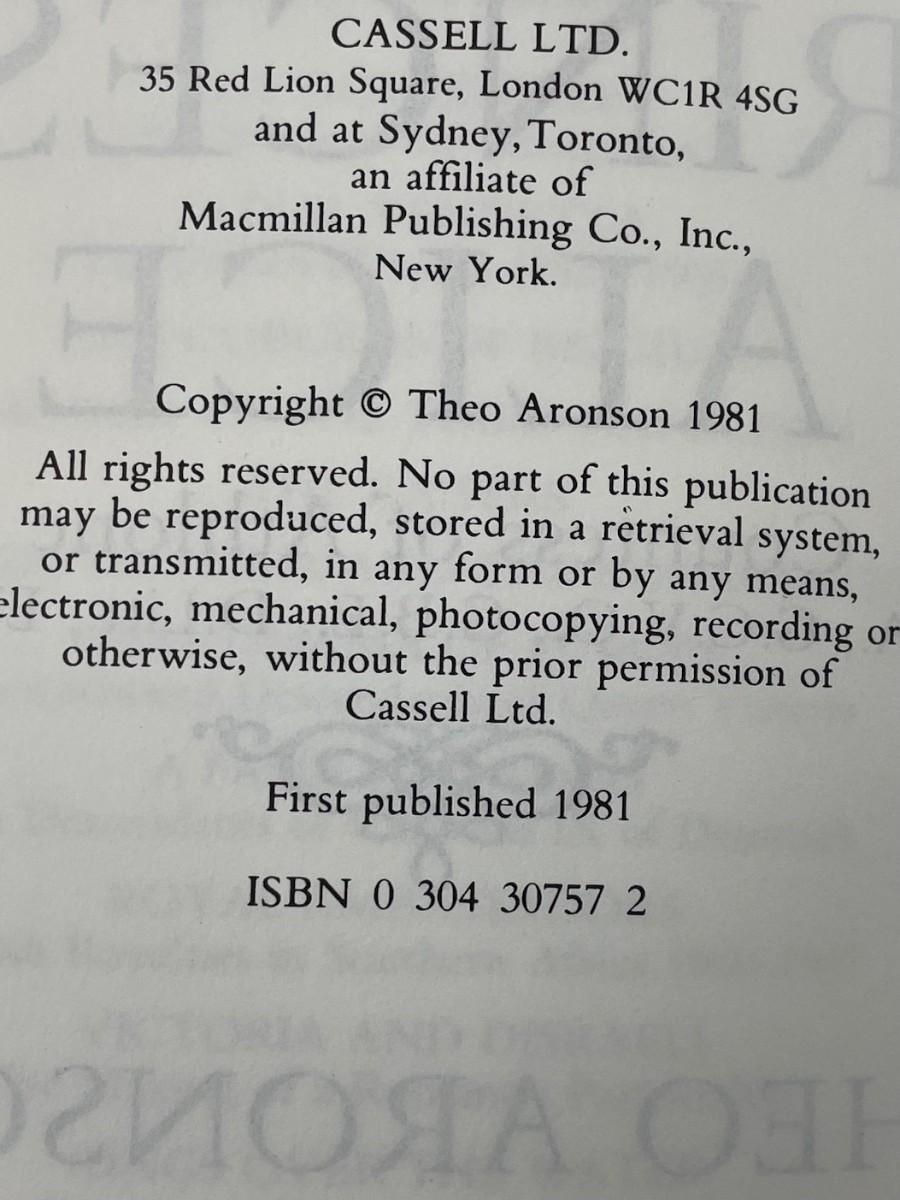 CASSELL LTD.
35 Red Lion Square, London WC1R 4SG
and at Sydney, Toronto,
an affiliate of
Macmillan Publishing Co., Inc.,
New York.
Copyright © Theo Aronson 1981
All rights reserved. No part of this publication
may be reproduced, stored in a retrieval system,
or transmitted, in any form or by any means,
electronic, mechanical, photocopying, recording or
otherwise, without the prior permission of
Cassell Ltd.
First published 1981
ISBN 0 304 30757 2